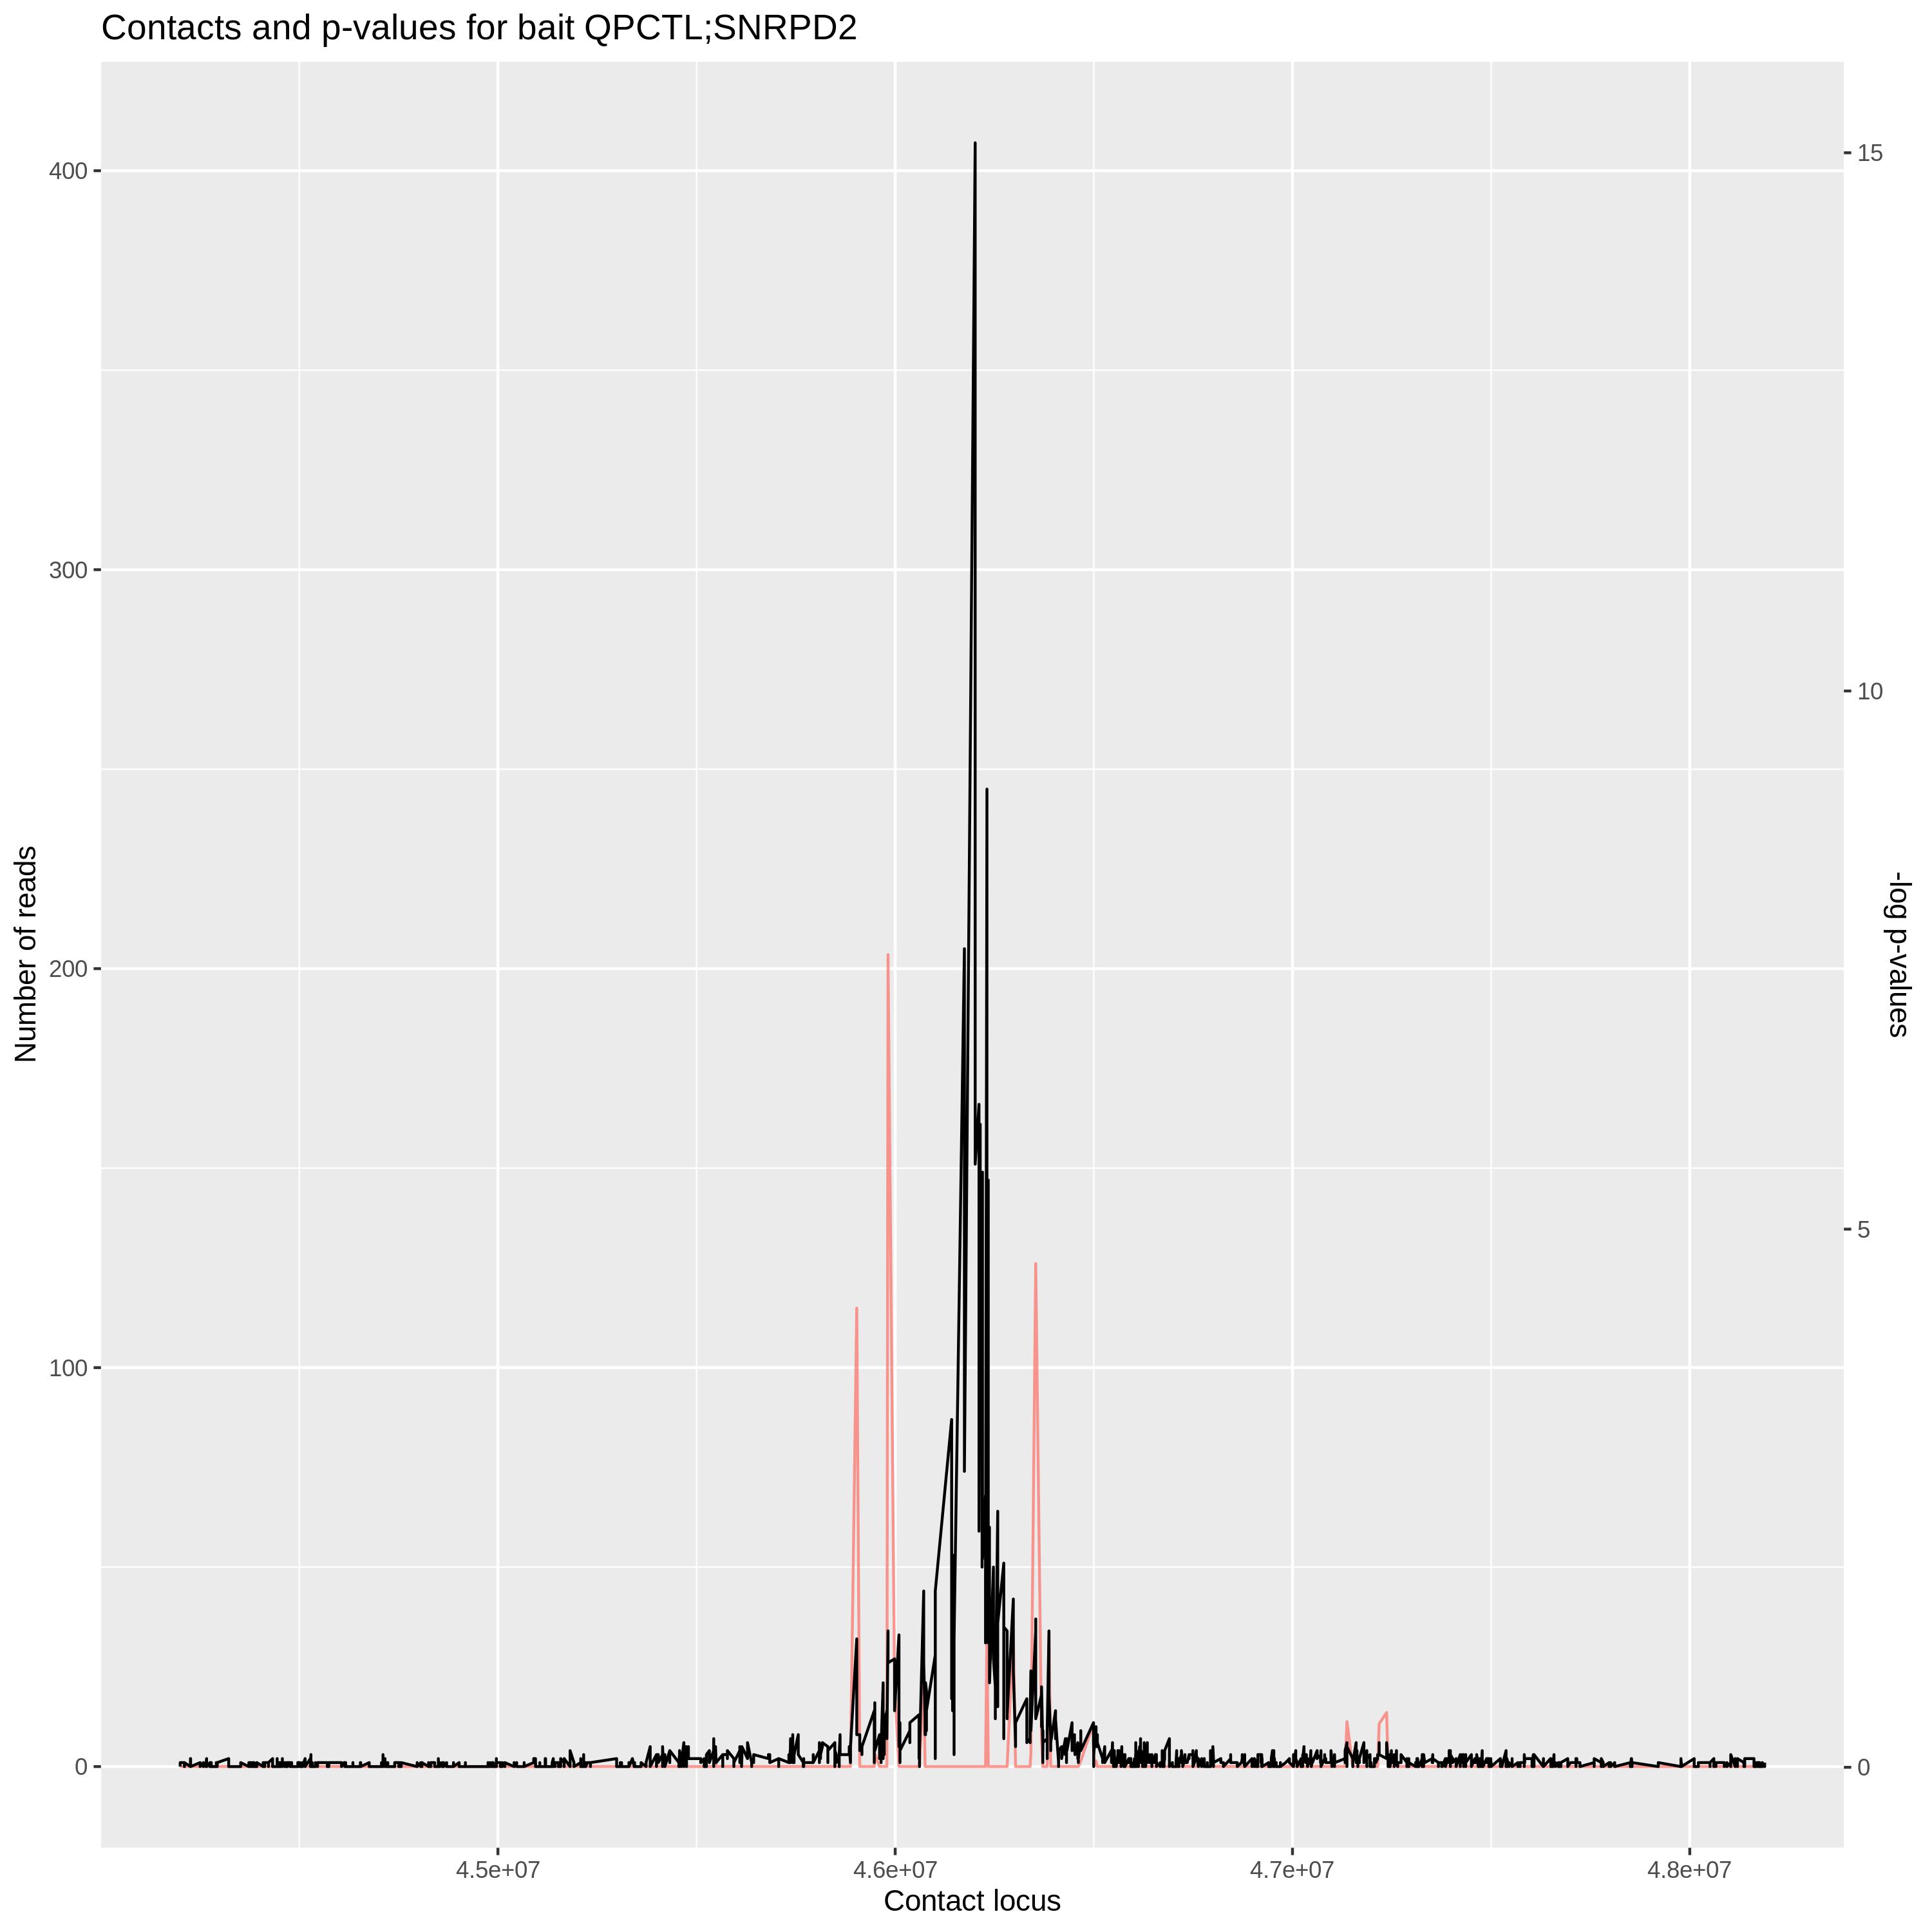 Contacts and p-values for bait QPCTL;SNRPD2
400
300
200
100
0
Number of reads
15
10
5
0
-log p-values
4.5e+07
4.6e+07
4.7e+07
4.8e+07
Contact locus